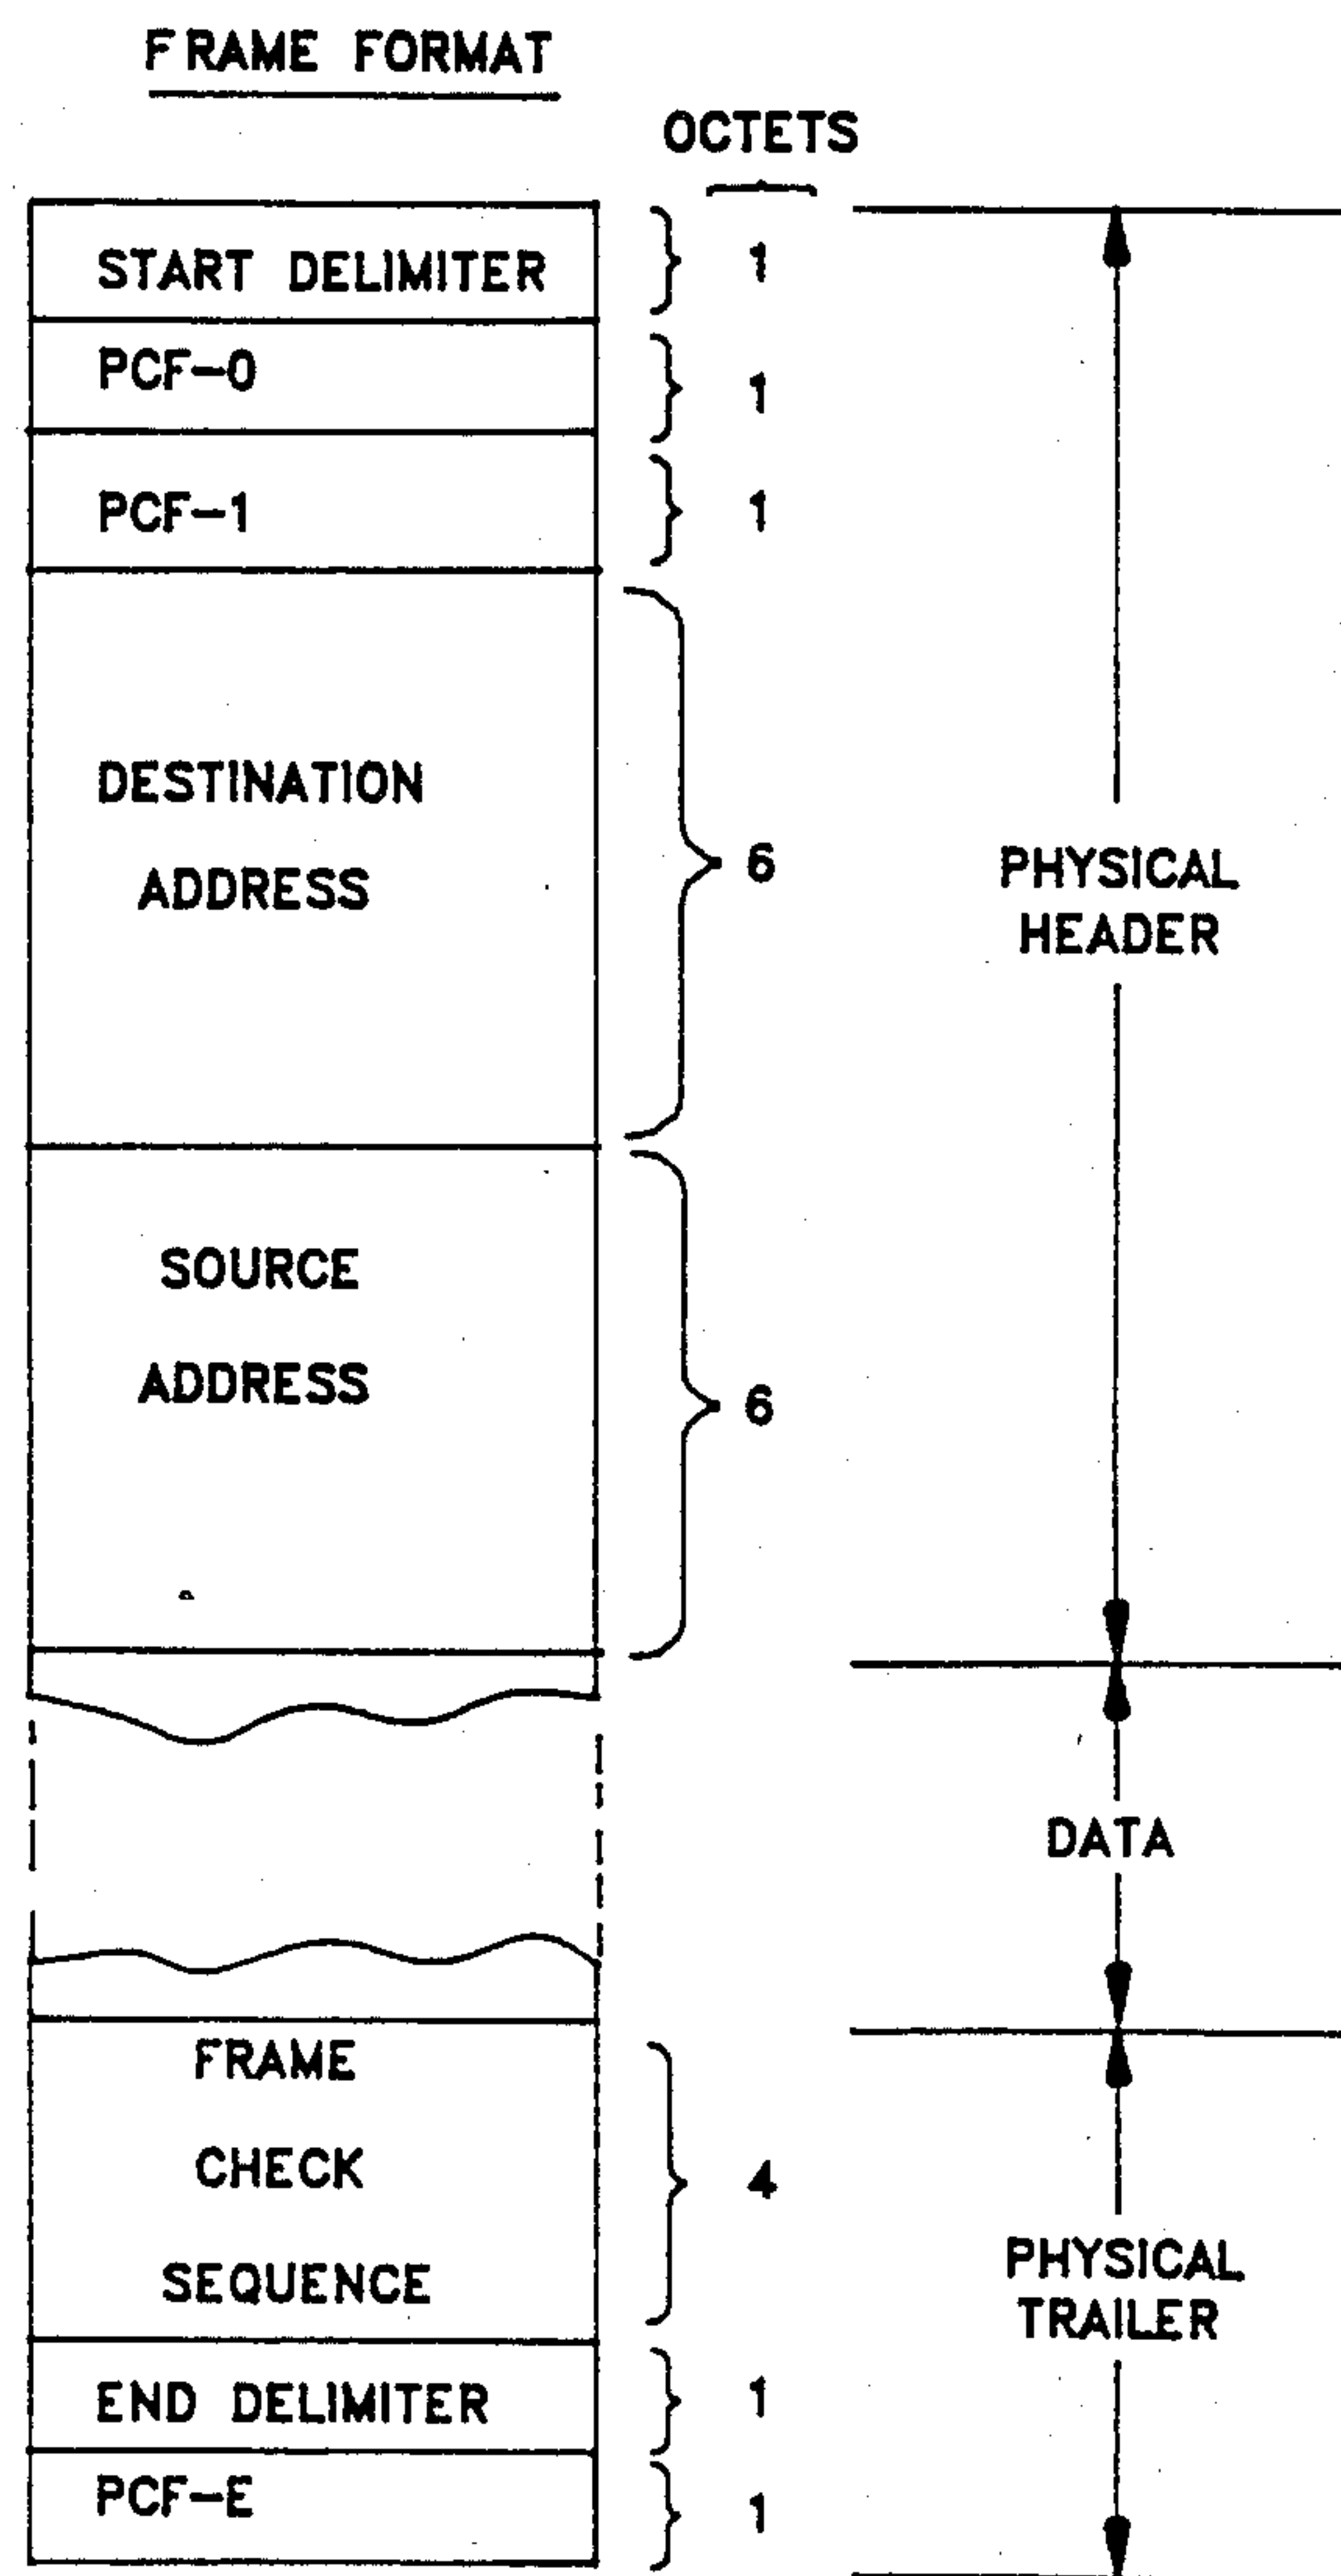 FRAME FORMAT
OCTETS
START DELIMITER
1
PCF-0
1
PCF-1
1
DESTINATION
ADDRESS
6
PHYSICAL
HEADER
SOURCE
ADDRESS
6
DATA
FRAME
CHECK
SEQUENCE
4
PHYSICAL
TRAILER
END DELIMITER
1
PCF-E
1